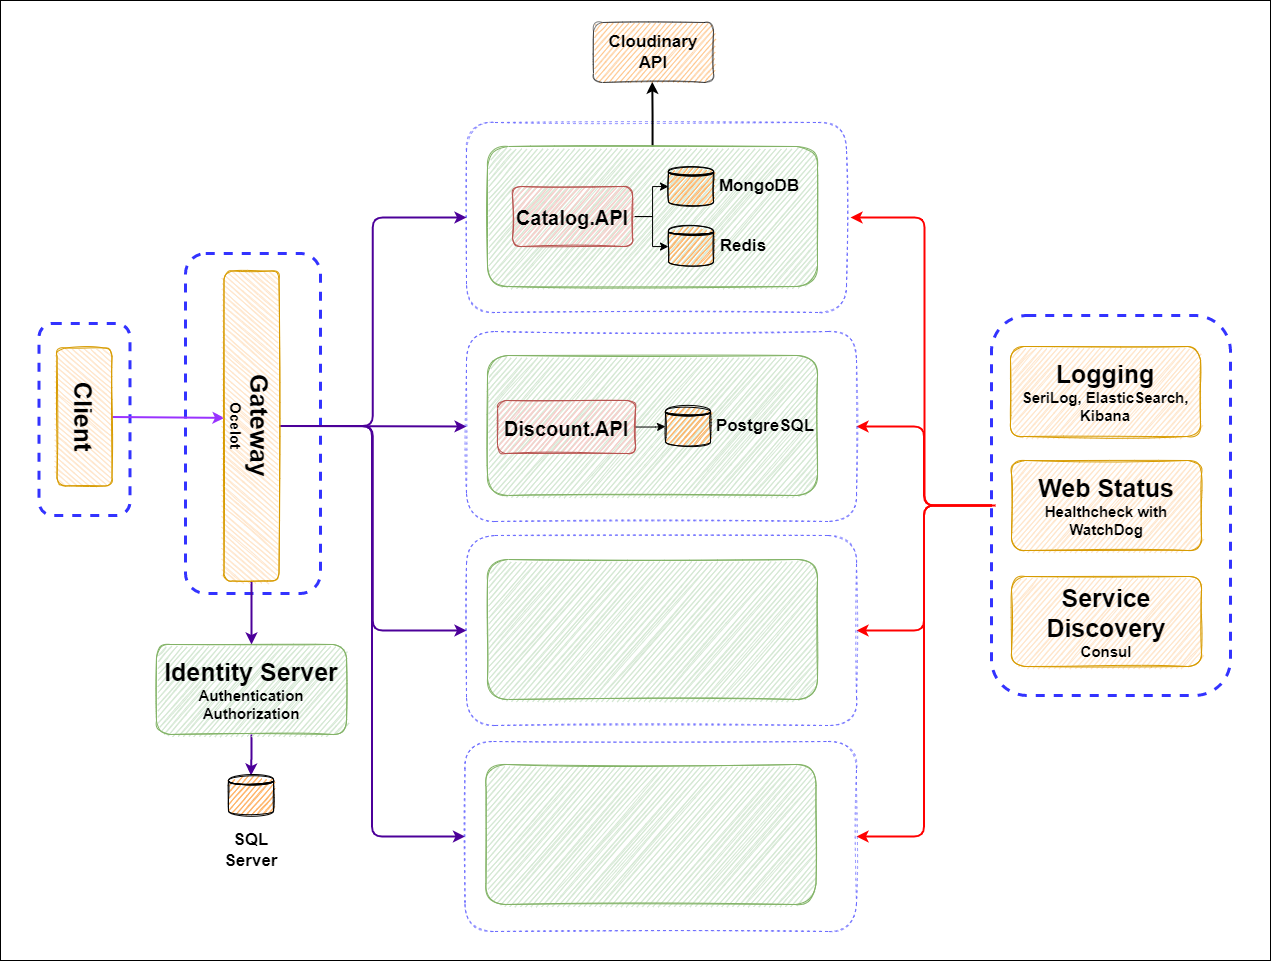 Cloudinary
API
Catalog.API
MongoDB
Redis
Client
Gateway
Ocelot
Discount.API
PostgreSQL
Logging
SeriLog, ElasticSearch,
Kibana
Web Status
Healthcheck with
WatchDog
Service
Discovery
Consul
Identity Server
Authentication
Authorization
SQL
Server